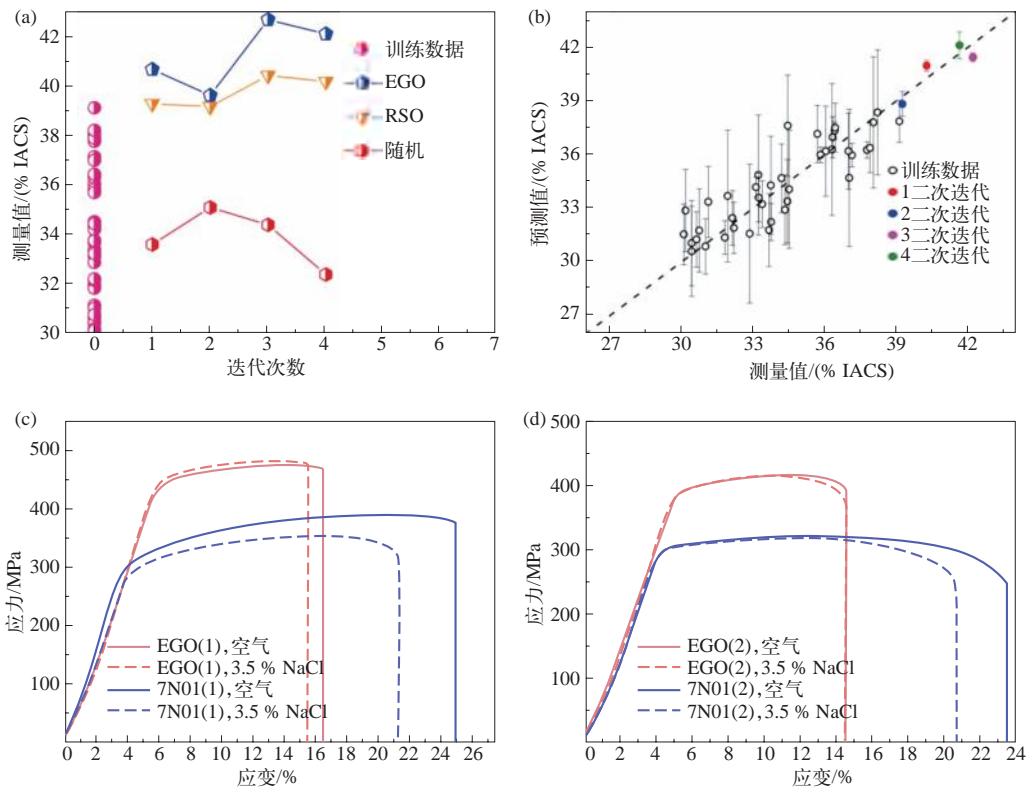 (a)
42
40
38
36
34
32
30
测量值/(% IACS)
训练数据
EGO
RSO
随机
0
1
2
3
4
5
6
7
迭代次数
(b)
42
39
36
33
30
27
预测值/(% IACS)
训练数据
1二次迭代
2二次迭代
3二次迭代
4二次迭代
27
30
33
36
39
42
测量值/(% IACS)
(c)
500
400
300
200
100
应力/MPa
EGO(1),空气
EGO(1),3.5 % NaCl
7N01(1),空气
7N01(1),3.5 % NaCl
0 2 4 6 8 10 12 14 16 18 20 22 24 26
应变/%
(d)
500
400
300
200
100
应力/MPa
EGO(2),空气
EGO(2),3.5 % NaCl
7N01(2),空气
7N01(2),3.5 % NaCl
0 2 4 6 8 10 12 14 16 18 20 22 24
应变/%